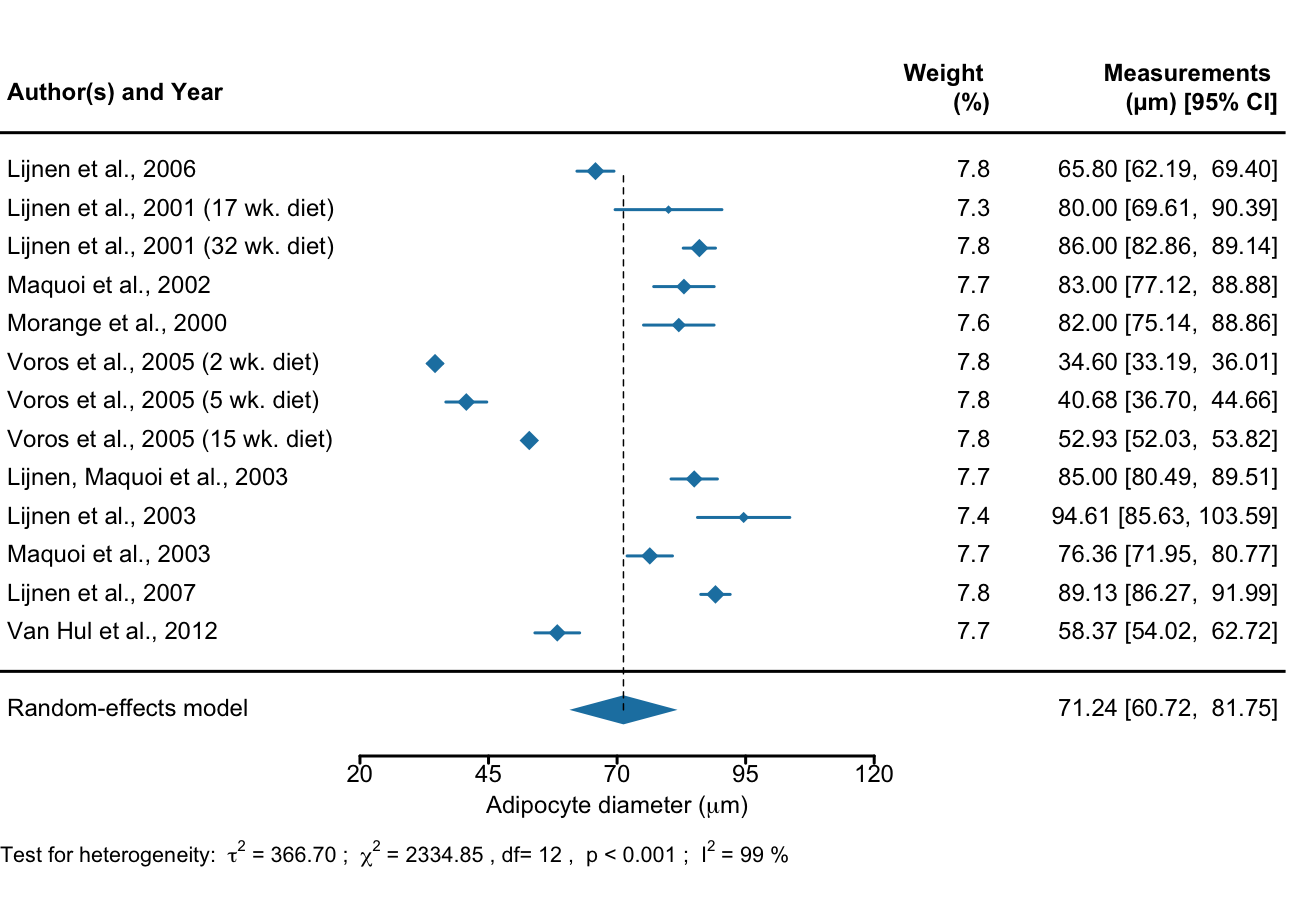 Author(s) and Year
Weight
(%)
Measurements
(μm) [95% CI]
Lijnen et al., 2006 7.8 65.80 [62.19, 69.40]
Lijnen et al., 2001 (17 wk. diet) 7.3 80.00 [69.61, 90.39]
Lijnen et al., 2001 (32 wk. diet) 7.8 86.00 [82.86, 89.14]
Maquoi et al., 2002 7.7 83.00 [77.12, 88.88]
Morange et al., 2000 7.6 82.00 [75.14, 88.86]
Voros et al., 2005 (2 wk. diet) 7.8 34.60 [33.19, 36.01]
Voros et al., 2005 (5 wk. diet) 7.8 40.68 [36.70, 44.66]
Voros et al., 2005 (15 wk. diet) 7.8 52.93 [52.03, 53.82]
Lijnen, Maquoi et al., 2003 7.7 85.00 [80.49, 89.51]
Lijnen et al., 2003 7.4 94.61 [85.63, 103.59]
Maquoi et al., 2003 7.7 76.36 [71.95, 80.77]
Lijnen et al., 2007 7.8 89.13 [86.27, 91.99]
Van Hul et al., 2012 7.7 58.37 [54.02, 62.72]
Random-effects model 71.24 [60.72, 81.75]
20 45 70 95 120
Adipocyte diameter (μm)
Test for heterogeneity: τ² = 366.70 ; χ² = 2334.85 , df= 12 , p < 0.001 ; I² = 99 %